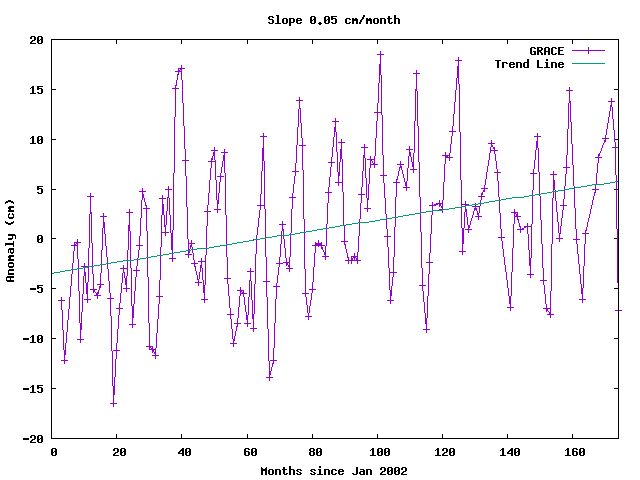 Slope 0.05 cm/month
GRACE
Trend Line
20
15
10
5
0
-5
-10
-15
-20
Anomaly (cm)
0 20 40 60 80 100 120 140 160
Months since Jan 2002